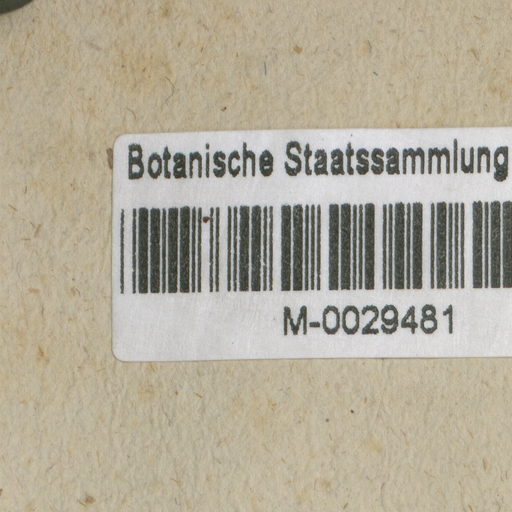 Botanische Staatssammlung
M-0029481